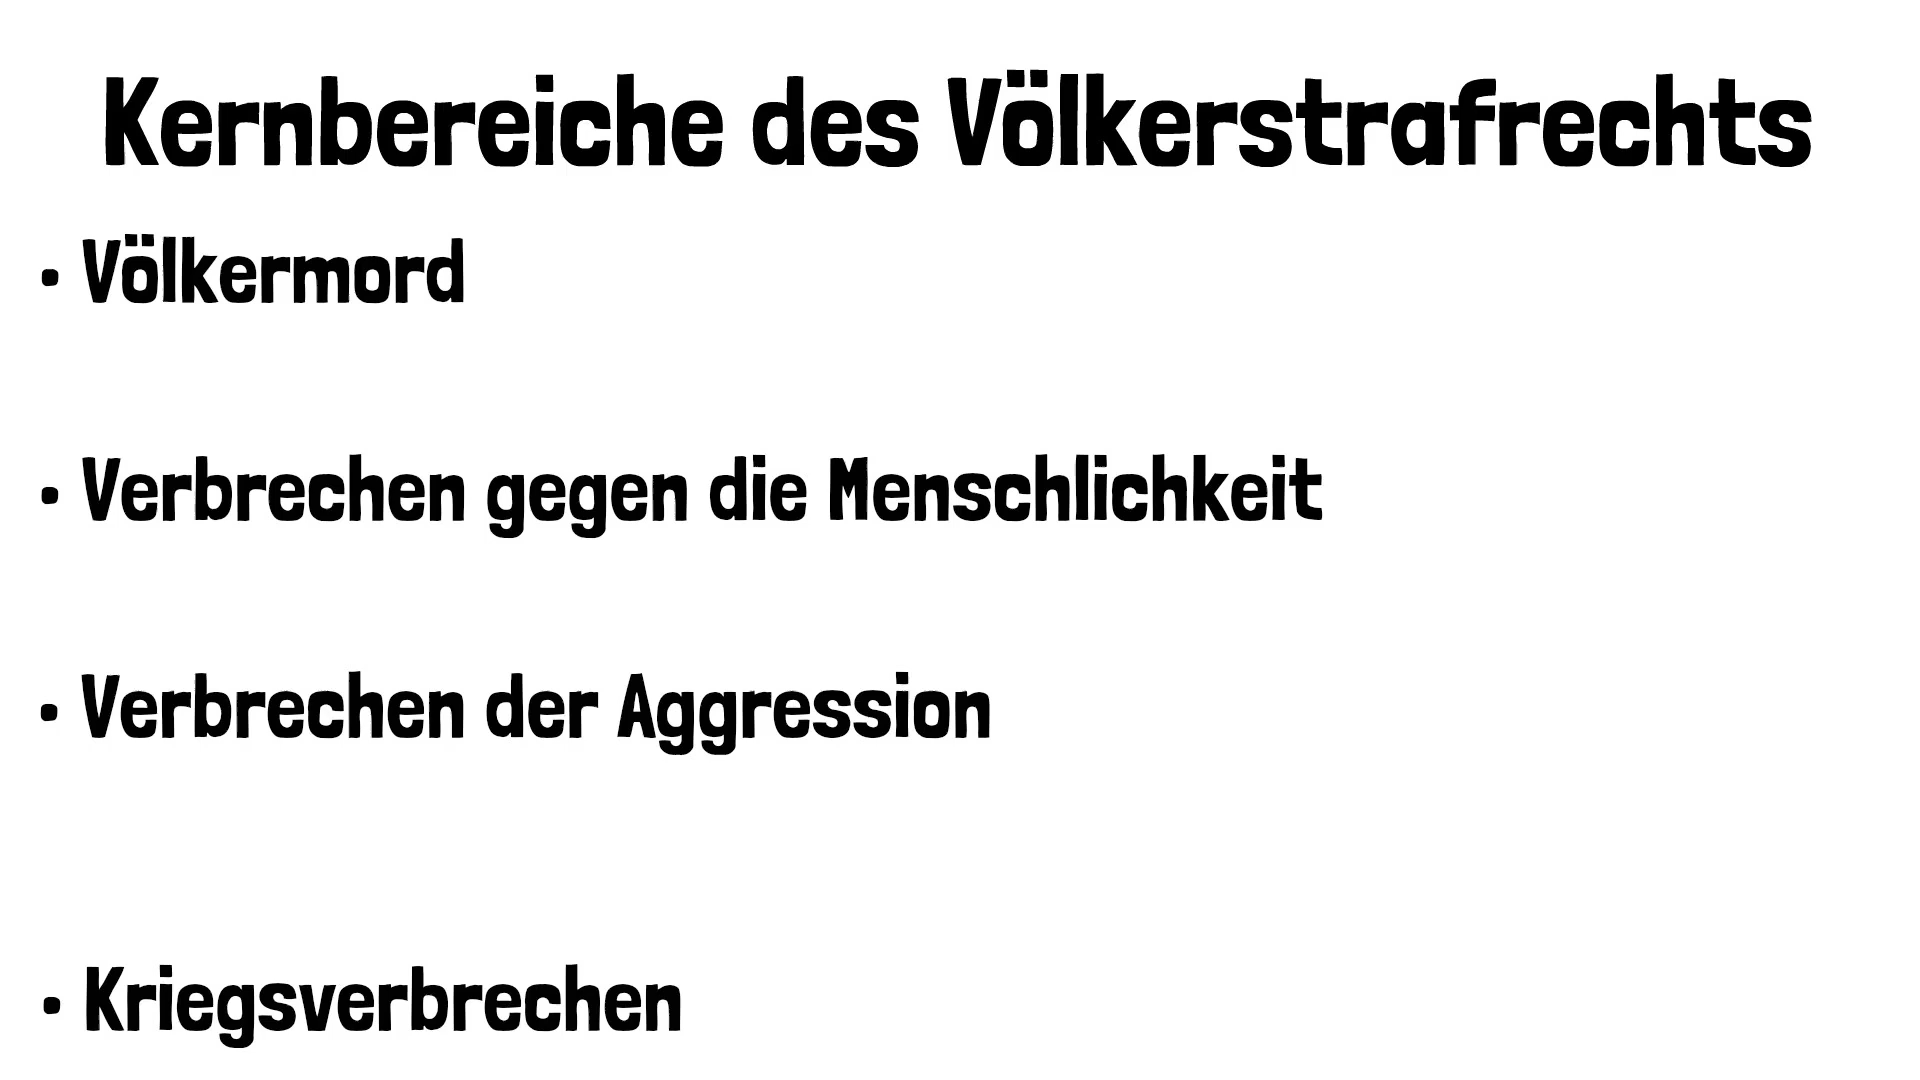 Kernbereiche des Völkerstrafrechts
• Völkermord
• Verbrechen gegen die Menschlichkeit
• Verbrechen der Aggression
• Kriegsverbrechen